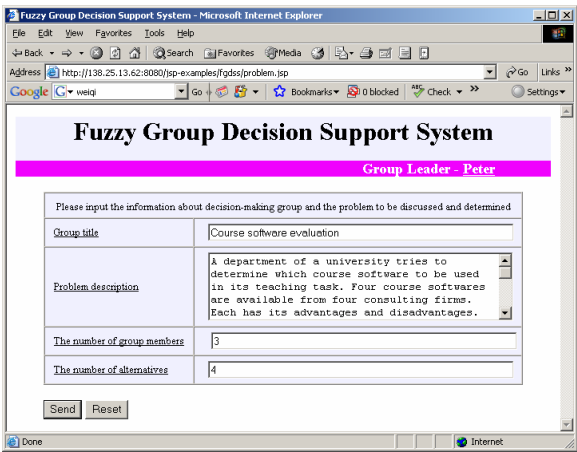 Fuzzy Group Decision Support System - Microsoft Internet Explorer
File Edit View Favorites Tools Help
Back Search Favorites Media
Address http://138.25.13.62:8080/jsp-examples/fgdss/problem.jsp Go Links »
Google G weiqi Go Bookmarks 0 blocked ABC Check » Settings
Fuzzy Group Decision Support System
Group Leader - Peter
Please input the information about decision-making group and the problem to be discussed and determined
Group title Course software evaluation
Problem description
A department of a university tries to
determine which course software to be used
in its teaching task. Four course softwares
are available from four consulting firms.
Each has its advantages and disadvantages.
The number of group members 3
The number of alternatives 4
Send Reset
Done Internet